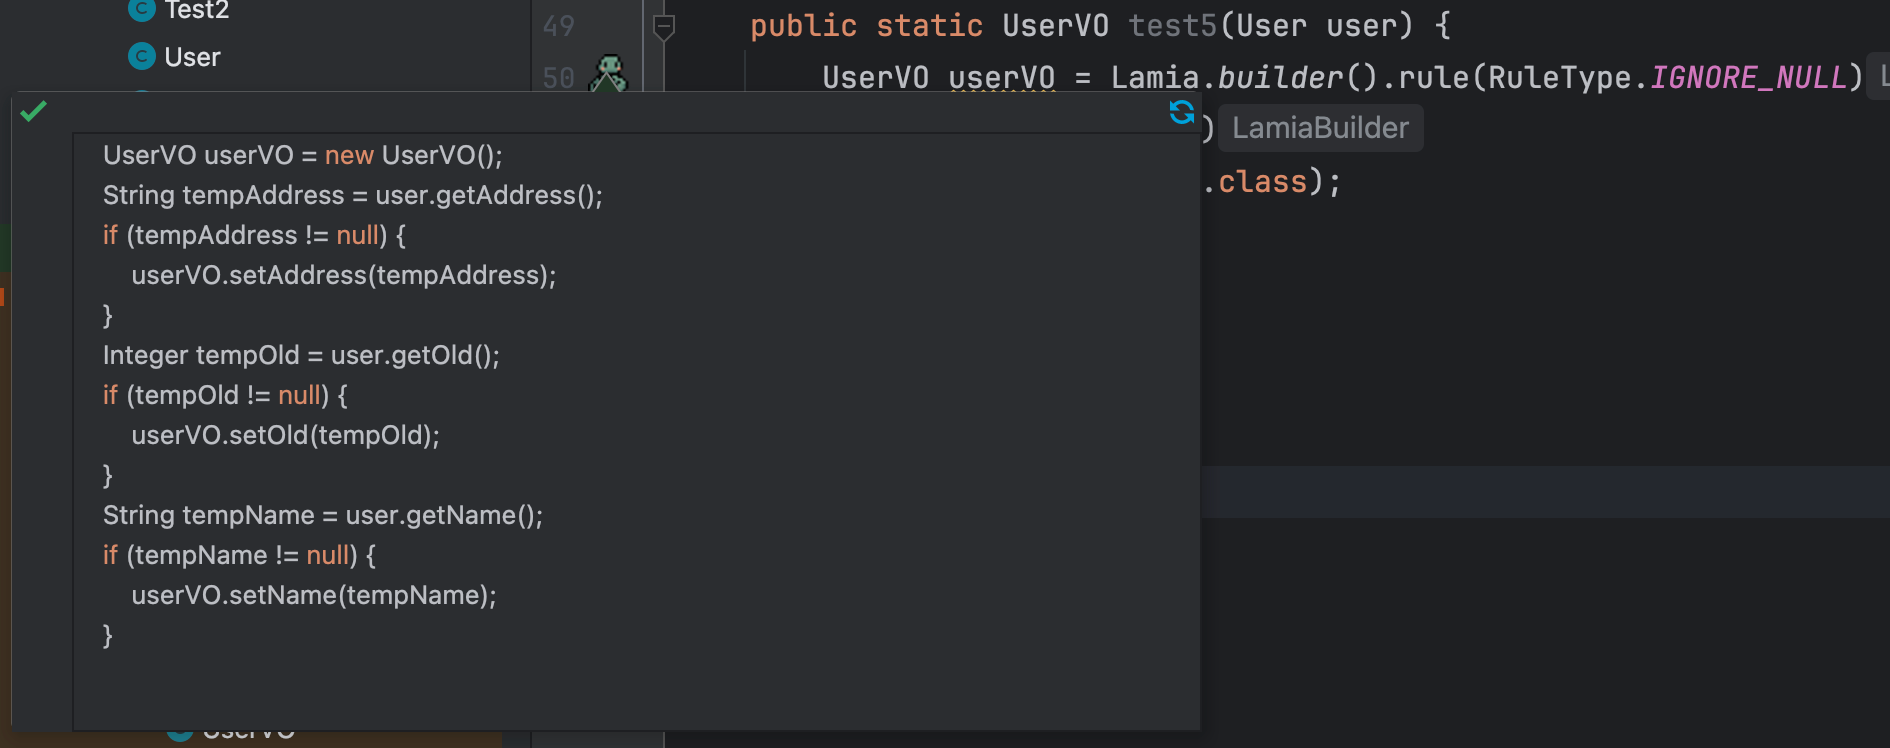 Test2
User
49 public static UserVO test5(User user) {
50 UserVO userVO = Lamia.builder().rule(RuleType.IGNORE_NULL) L
) LamiaBuilder
.class);
UserVO userVO = new UserVO();
String tempAddress = user.getAddress();
if (tempAddress != null) {
userVO.setAddress(tempAddress);
}
Integer tempOld = user.getOld();
if (tempOld != null) {
userVO.setOld(tempOld);
}
String tempName = user.getName();
if (tempName != null) {
userVO.setName(tempName);
}
UserVO